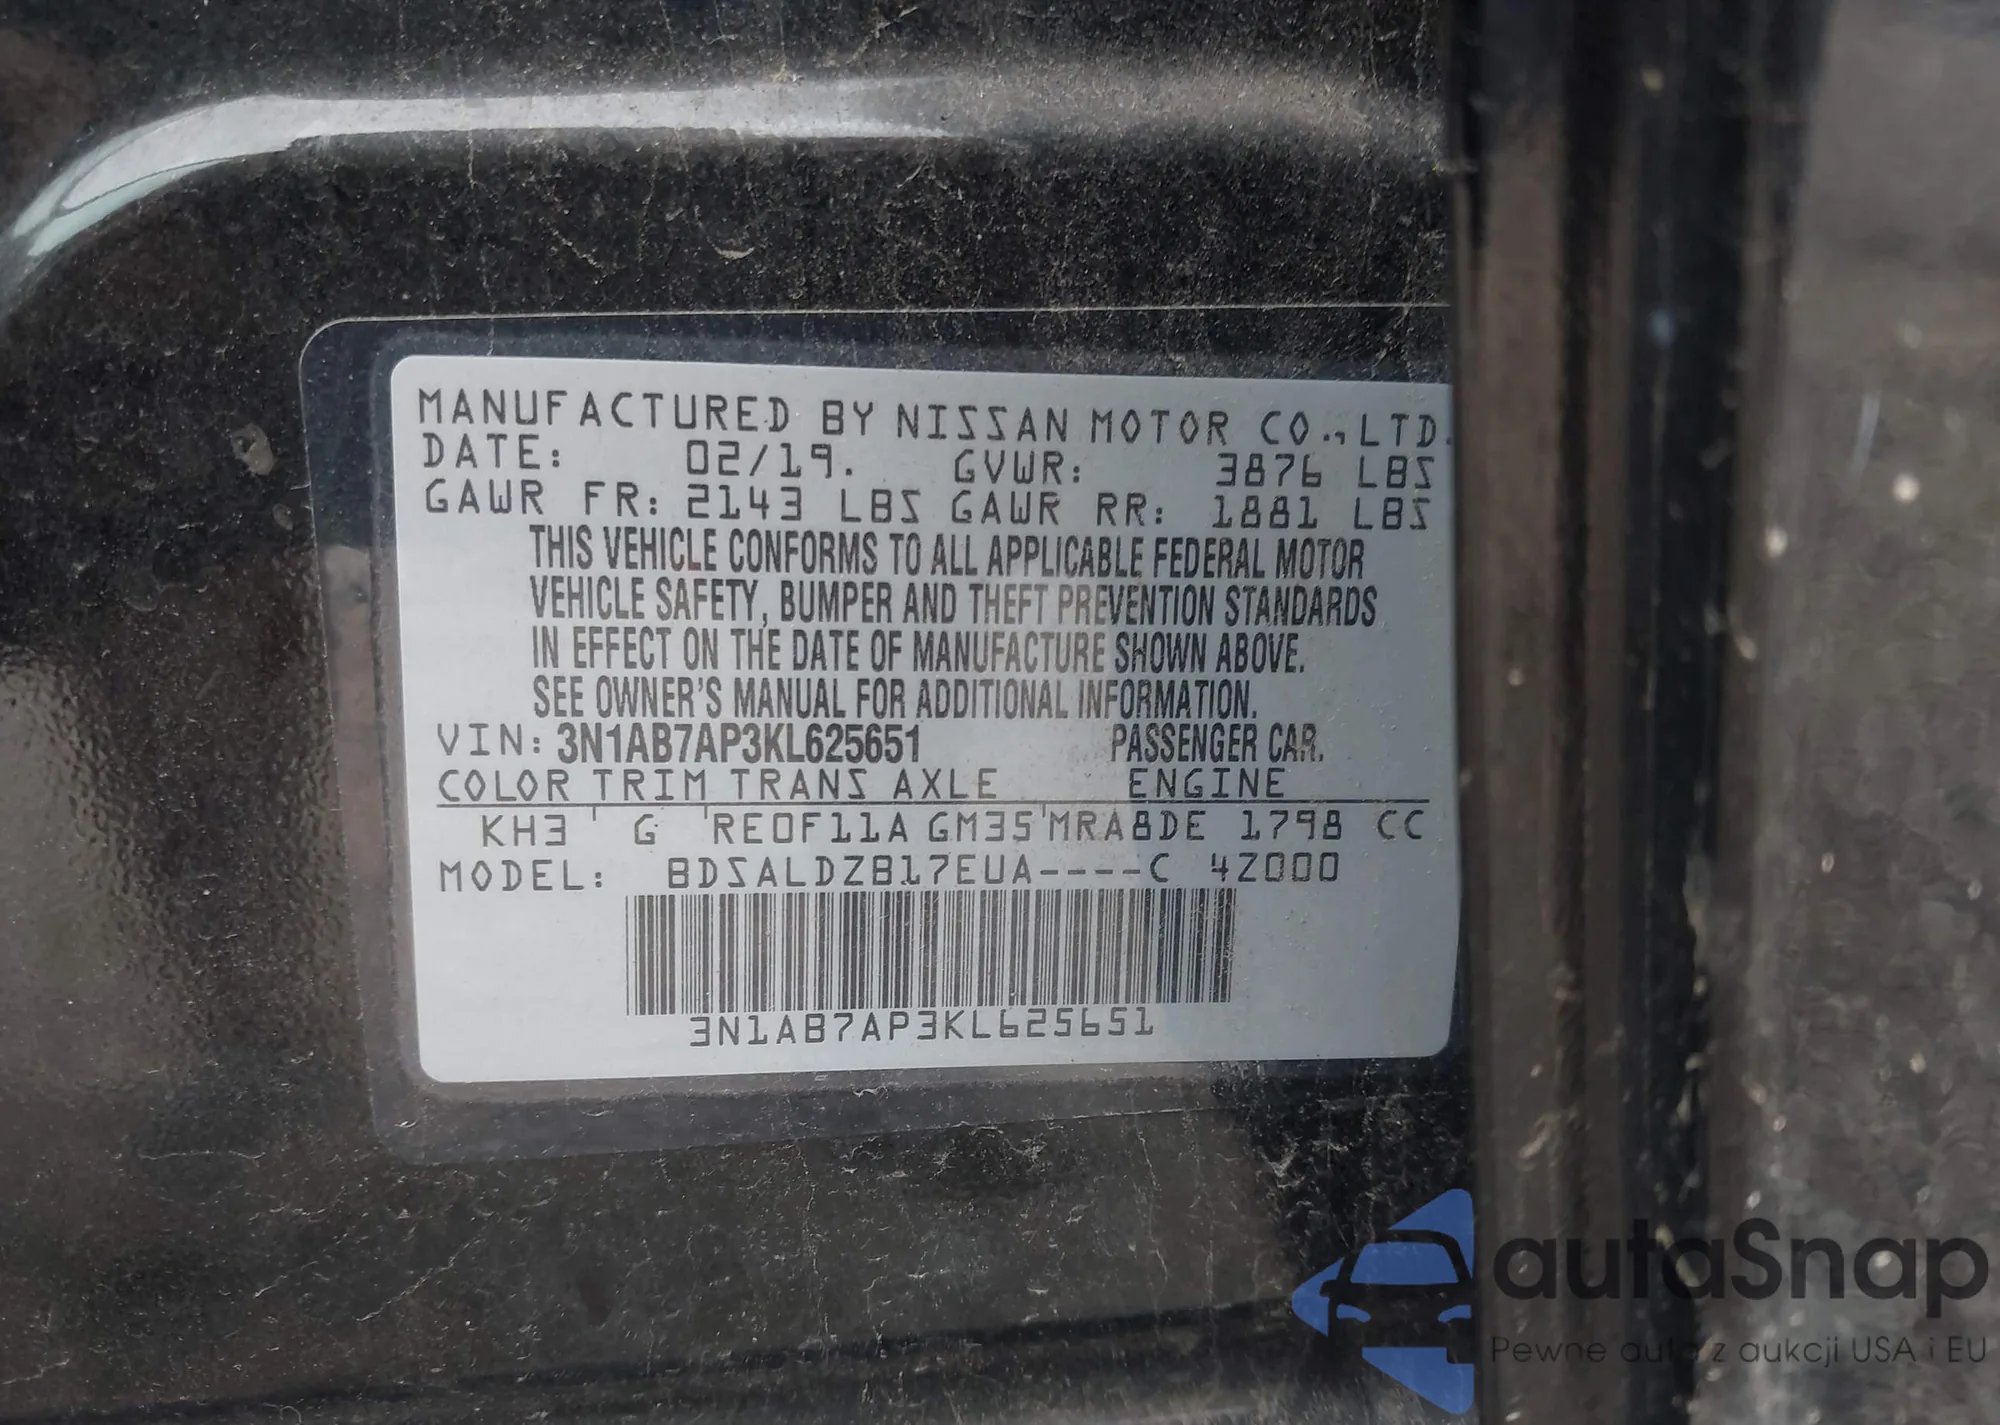 MANUFACTURED BY NISSAN MOTOR CO.,LTD.
DATE: 02/19. GVWR: 3876 LBS
GAWR FR: 2143 LBS GAWR RR: 1881 LBS
THIS VEHICLE CONFORMS TO ALL APPLICABLE FEDERAL MOTOR
VEHICLE SAFETY, BUMPER AND THEFT PREVENTION STANDARDS
IN EFFECT ON THE DATE OF MANUFACTURE SHOWN ABOVE.
SEE OWNER'S MANUAL FOR ADDITIONAL INFORMATION.
VIN: 3N1AB7AP3KL625651 PASSENGER CAR.
COLOR TRIM TRANS AXLE ENGINE
KH3 ' G 'RE0F11A GM35'MRA8DE 1798 CC
MODEL: BDSALDZB17EUA----C 4Z000
3N1AB7AP3KL625651
autaSnap
Pewne auta z aukcji USA i EU